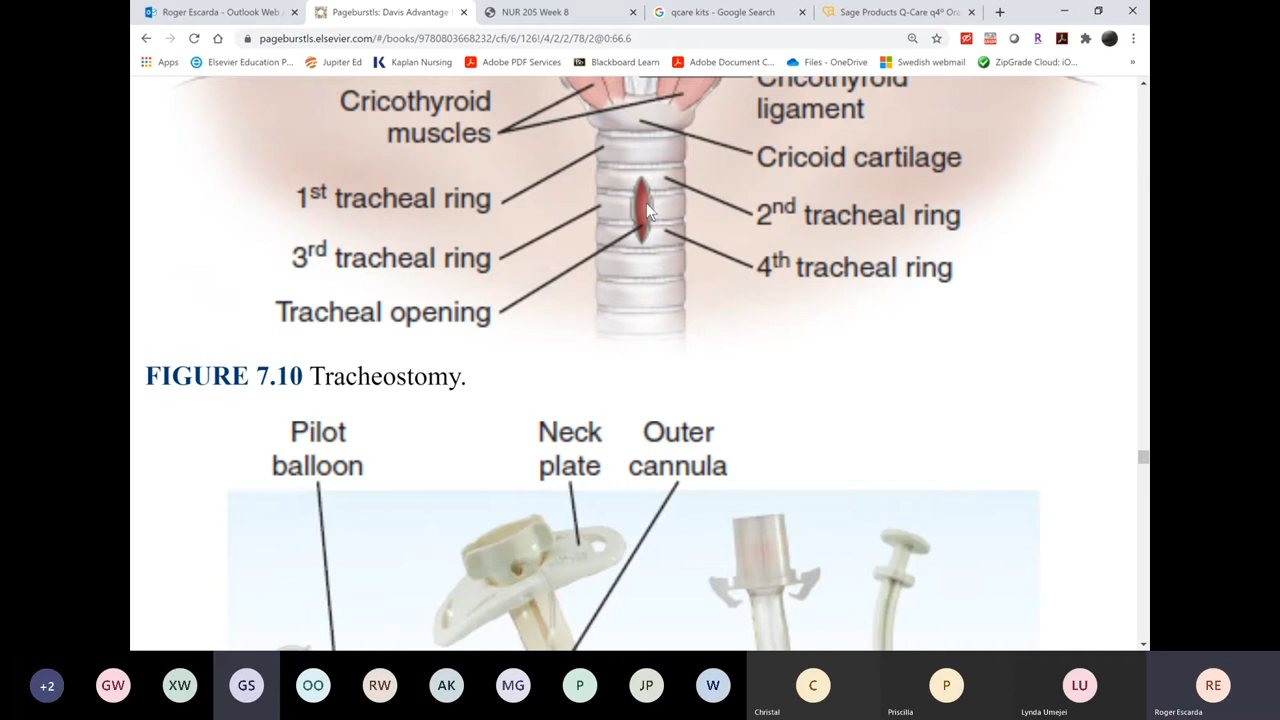 Roger Escarda - Outlook Web
Pageburstls: Davis Advantage
NUR 205 Week 8
qcare kits - Google Search
Sage Products Q-Care q4º Ora
pageburstls.elsevier.com/#/books/9780803668232/cfi/6/126!/4/2/2/78/2@0:66.6
Apps
Elsevier Education P...
Jupiter Ed
Kaplan Nursing
Adobe PDF Services
Blackboard Learn
Adobe Document C...
Files - OneDrive
Swedish webmail
ZipGrade Cloud: iO...
Cricothyroid
muscles
Cricothyroid
ligament
Cricoid cartilage
1st tracheal ring
2nd tracheal ring
3rd tracheal ring
4th tracheal ring
Tracheal opening
FIGURE 7.10 Tracheostomy.
Pilot
balloon
Neck
plate
Outer
cannula
+2
GW
XW
GS
OO
RW
AK
MG
P
JP
W
C
Christal
P
Priscilla
LU
Lynda Umejei
RE
Roger Escarda